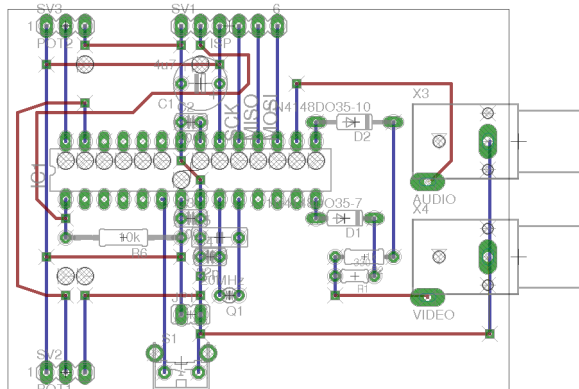 SV3
SV1
6
1
1
POT2
ISP
4u7
C1
C2
SCK
MISO
MOSI
1N4148DO35-10
D2
X3
AUDIO
IC1
1N4148DO35-7
D1
X4
VIDEO
10k
R6
R1
Q1
S1
SV2
1
POT1